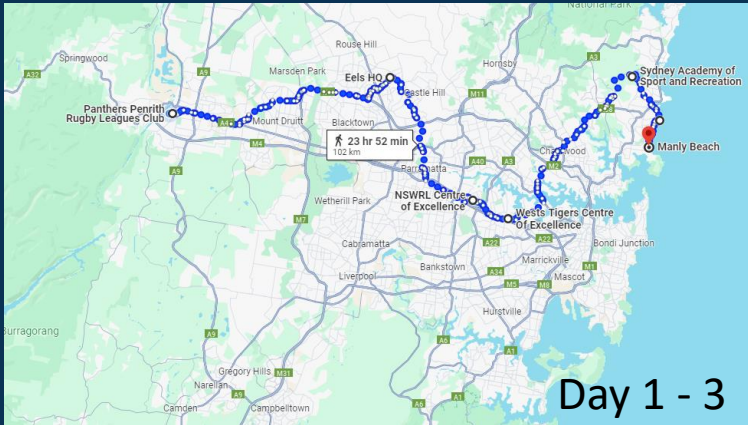 National Park
Springwood
A32
A9
Rouse Hill
Hornsby
A3
Marsden Park
Eels HQ
Castle Hill
M11
Sydney Academy of
Sport and Recreation
Panthers Penrith
Rugby Leagues Club
Mount Druitt
Blacktown
M4
A9
23 hr 52 min
102 km
A40
A3
M2
Manly Beach
Parramatta
M7
Wetherill Park
NSWRL Centre
of Excellence
Wests Tigers Centre
Of Excellence
A22
A22
Bondi Junction
Cabramatta
Marrickville
Bankstown
A34
Mascot
M1
Liverpool
M5
M8
Hurstville
Burragorang
A9
A6
A1
Gregory Hills
M31
Narellan
A1
Camden
Campbelltown
Day 1 - 3